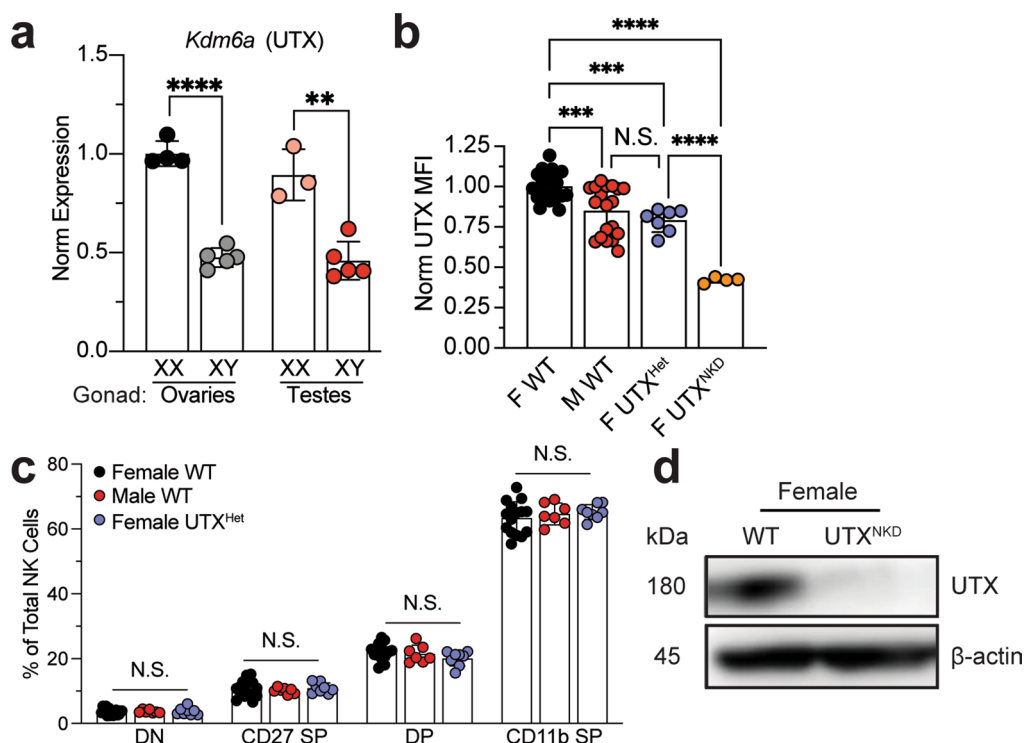 a
Kdm6a (UTX)
Norm Expression
1.5
1.0
0.5
0.0
****
**
XX XY XX XY
Gonad: Ovaries Testes
b
****
***
***
N.S.
****
Norm UTX MFI
1.25
1.00
0.75
0.50
0.25
0.00
F WT
M WT
F UTXHet
F UTXNKD
c
% of Total NK Cells
80
60
40
20
0
Female WT
Male WT
Female UTXHet
N.S.
N.S.
N.S.
N.S.
DN CD27 SP DP CD11b SP
d
Female
kDa WT UTXNKD
180 UTX
45 β-actin